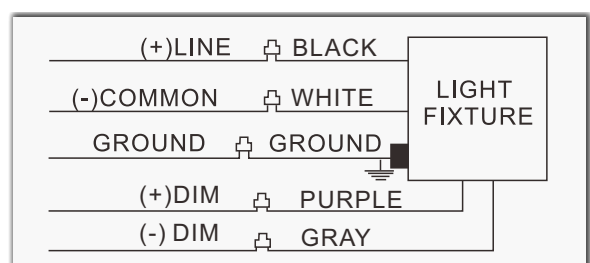 (+)LINE BLACK
(-)COMMON WHITE
GROUND GROUND
(+)DIM PURPLE
(-) DIM GRAY
LIGHT
FIXTURE